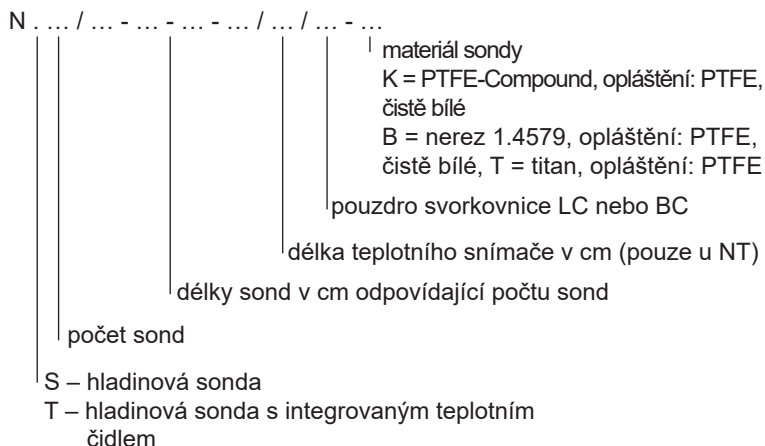 N . … / … - … - … - … / … / … - …
materiál sondy
K = PTFE-Compound, opláštění: PTFE,
čistě bílé
B = nerez 1.4579, opláštění: PTFE,
čistě bílé, T = titan, opláštění: PTFE
pouzdro svorkovnice LC nebo BC
délka teplotního snímače v cm (pouze u NT)
délky sond v cm odpovídající počtu sond
počet sond
S – hladinová sonda
T – hladinová sonda s integrovaným teplotním
čidlem